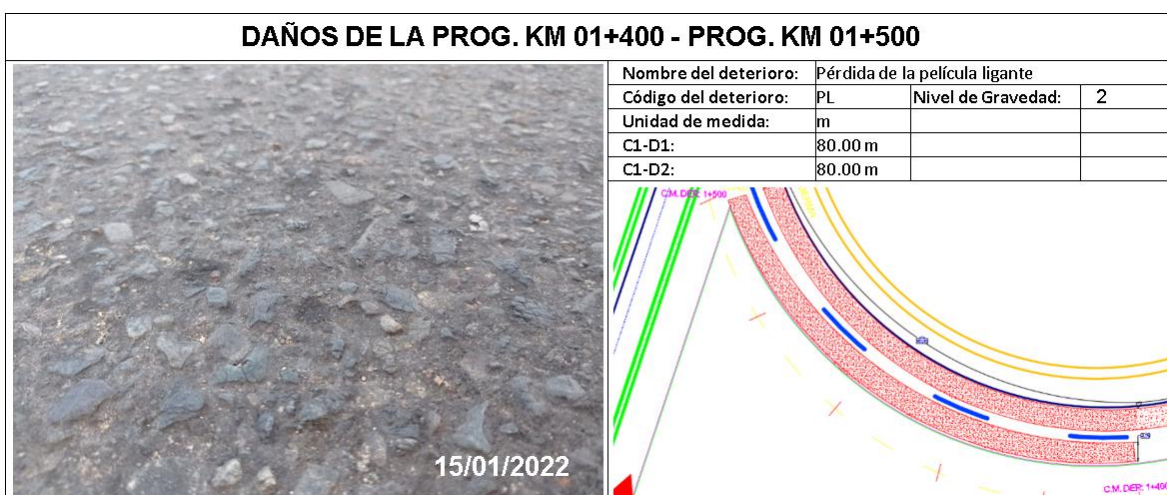 DAÑOS DE LA PROG. KM 01+400 - PROG. KM 01+500
Nombre del deterioro: Pérdida de la película ligante
Código del deterioro: PL Nivel de Gravedad: 2
Unidad de medida: m
C1-D1: 80.00 m
C1-D2: 80.00 m
C.M. DER: 1+500
15/01/2022
C.M. DER: 1+400